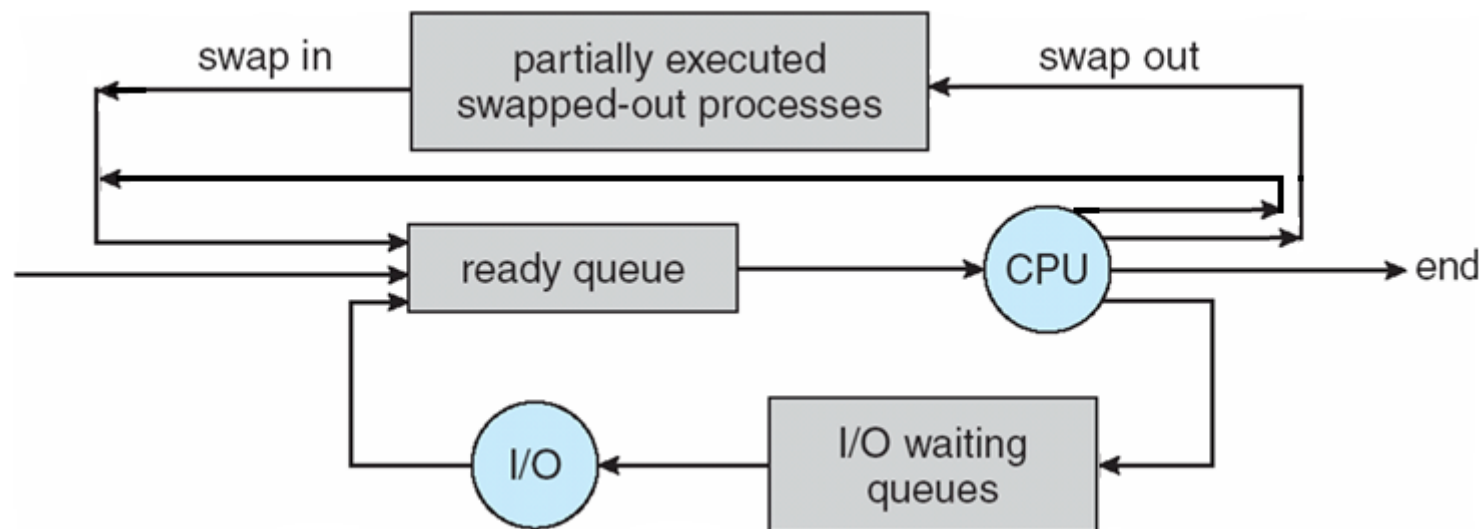 swap in
partially executed
swapped-out processes
swap out
ready queue
CPU
end
I/O
I/O waiting
queues